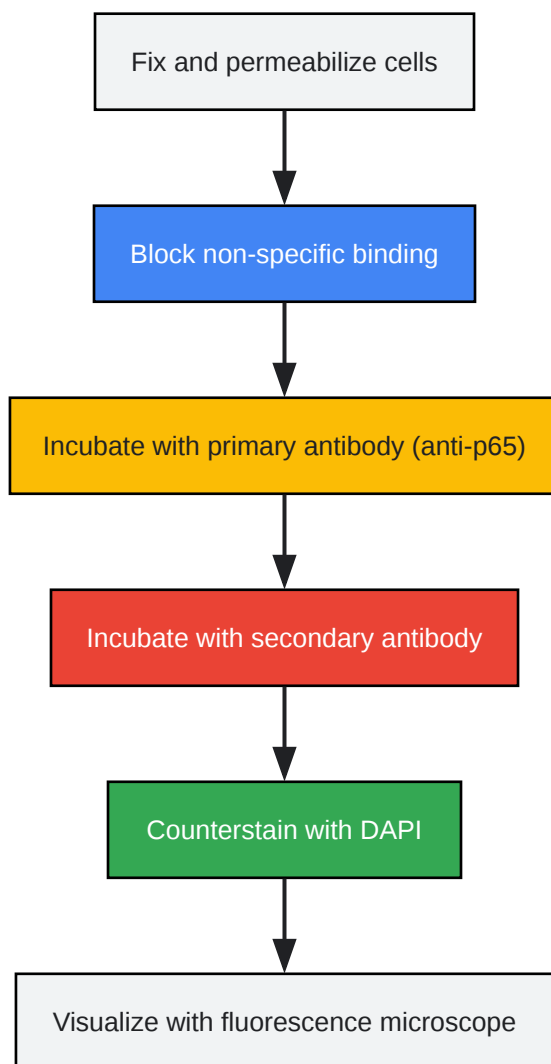 Fix and permeabilize cells
Block non-specific binding
Incubate with primary antibody (anti-p65)
Incubate with secondary antibody
Counterstain with DAPI
Visualize with fluorescence microscope